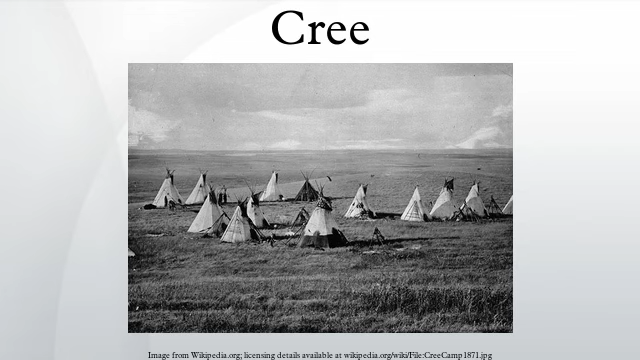 Cree
Image from Wikipedia.org; licensing details available at wikipedia.org/wiki/File:CreeCamp1871.jpg